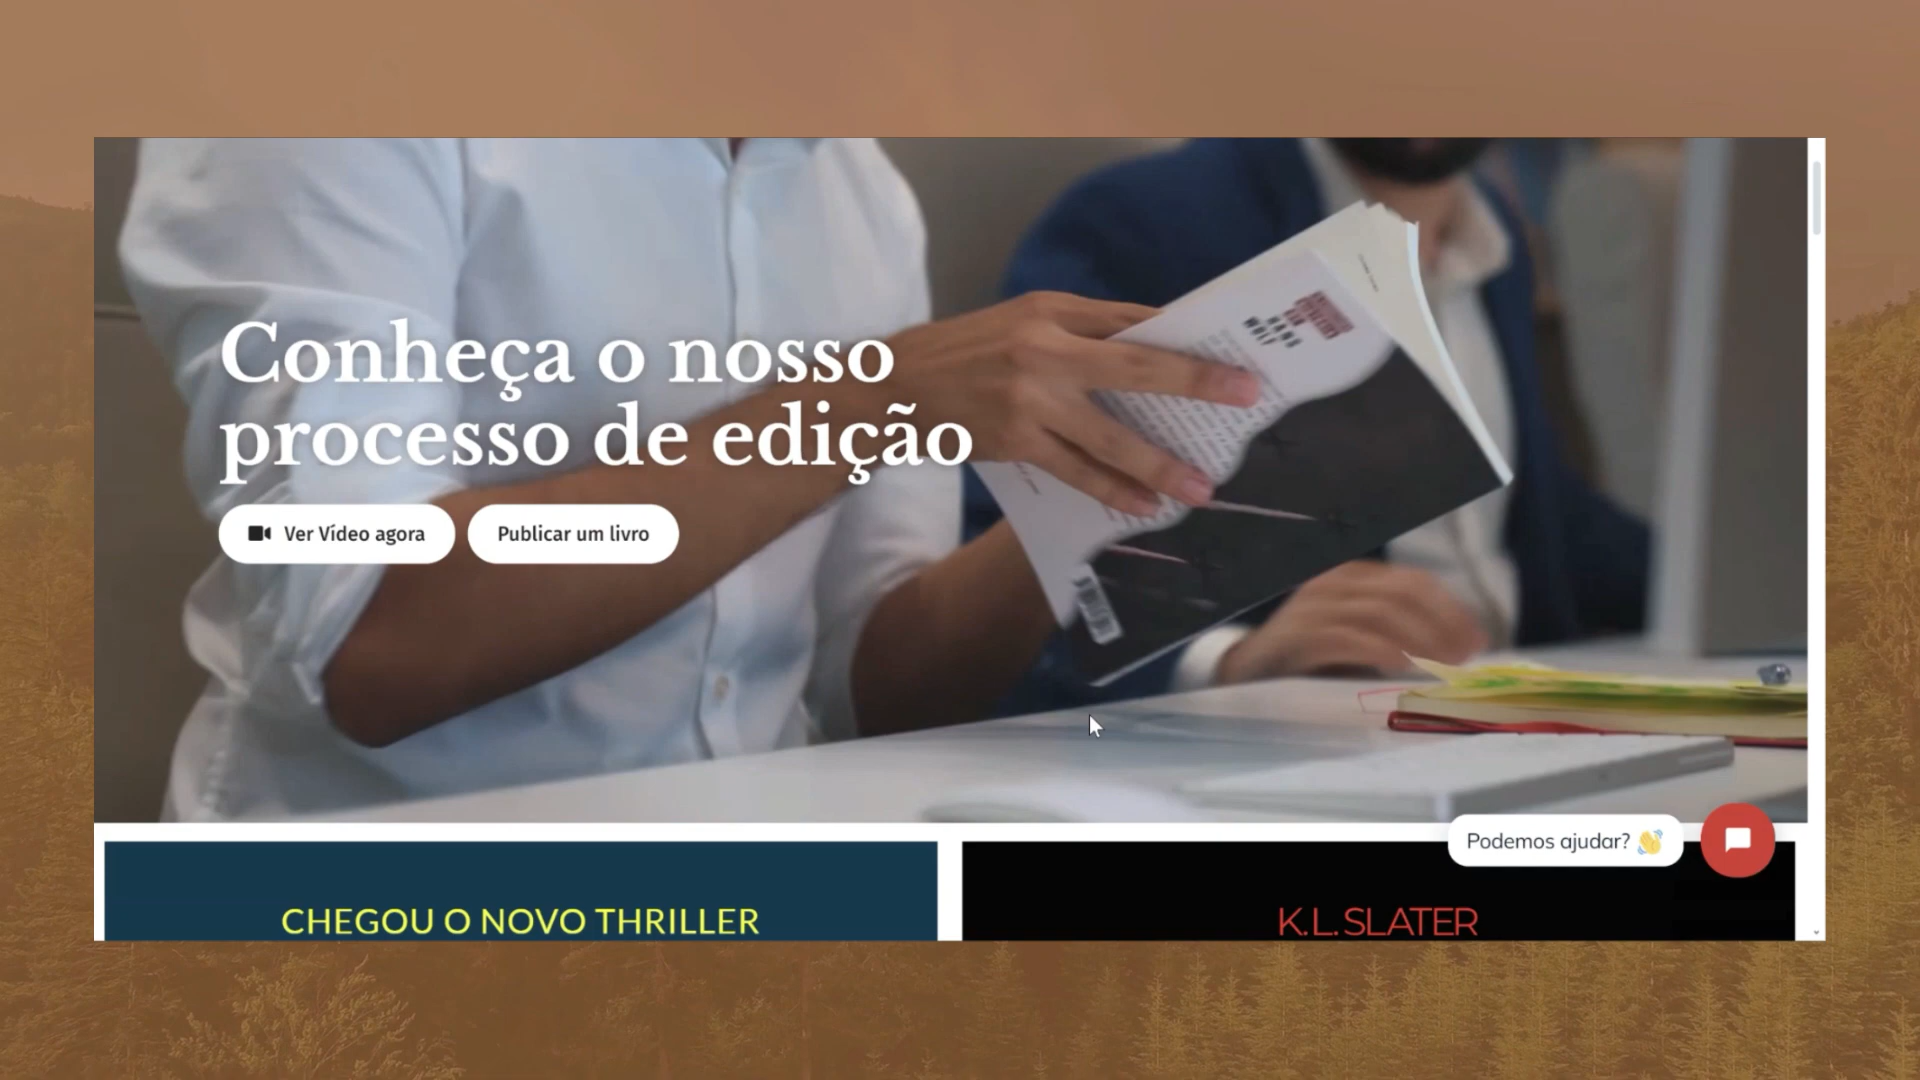 Conheça o nosso
processo de edição
Ver Vídeo agora
Publicar um livro
Podemos ajudar? 👋
CHEGOU O NOVO THRILLER
K.L. SLATER